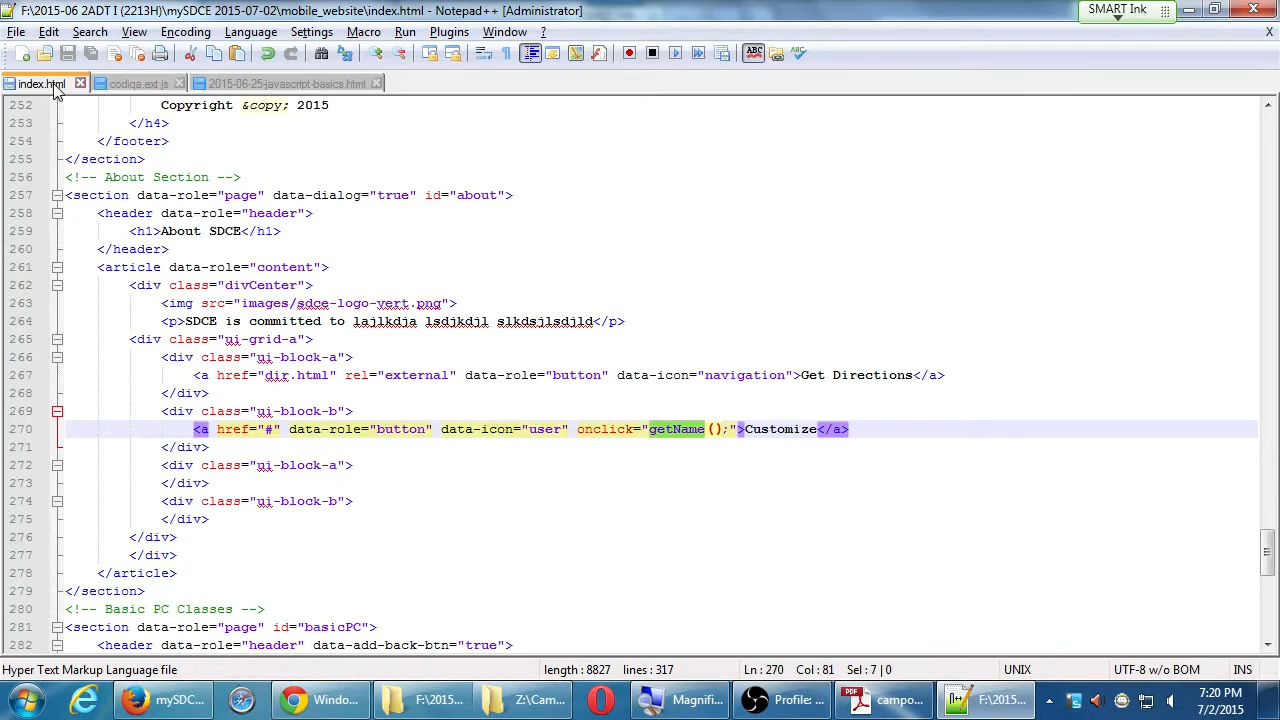 F:\2015-06 2ADT I (2213H)\mySDCE 2015-07-02\mobile_website\index.html - Notepad++ [Administrator]
SMART Ink
File Edit Search View Encoding Language Settings Macro Run Plugins Window ?
index.html codiqa.ext.js 2015-06-25-javascript-basics.html
252 Copyright &copy; 2015
253 </h4>
254 </footer>
255 </section>
256 <!-- About Section -->
257 <section data-role="page" data-dialog="true" id="about">
258 <header data-role="header">
259 <h1>About SDCE</h1>
260 </header>
261 <article data-role="content">
262 <div class="divCenter">
263 <img src="images/sdce-logo-vert.png">
264 <p>SDCE is committed to lajlkdja lsdjkdjl slkdsjlsdjld</p>
265 <div class="ui-grid-a">
266 <div class="ui-block-a">
267 <a href="dir.html" rel="external" data-role="button" data-icon="navigation">Get Directions</a>
268 </div>
269 <div class="ui-block-b">
270 <a href="#" data-role="button" data-icon="user" onclick="getName();">Customize</a>
271 </div>
272 <div class="ui-block-a">
273 </div>
274 <div class="ui-block-b">
275 </div>
276 </div>
277 </div>
278 </article>
279 </section>
280 <!-- Basic PC Classes -->
281 <section data-role="page" id="basicPC">
282 <header data-role="header" data-add-back-btn="true">
Hyper Text Markup Language file length : 8827 lines : 317 Ln : 270 Col : 81 Sel : 7 | 0 UNIX UTF-8 w/o BOM INS
mySDC... Windo... F:\2015... Z:\Cam... Magnifi... Profile: ... campo... F:\2015... 7:20 PM
7/2/2015